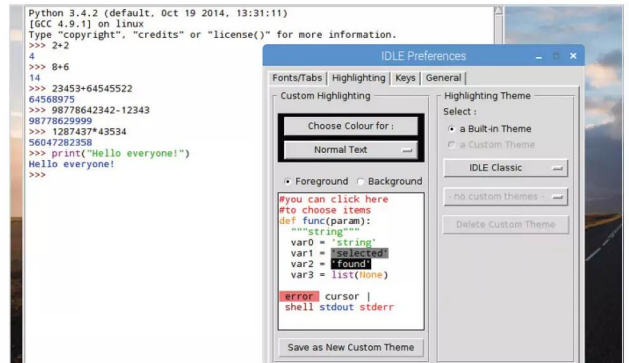 Python 3.4.2 (default, Oct 19 2014, 13:31:11)
[GCC 4.9.1] on linux
Type "copyright", "credits" or "license()" for more information.
>>> 2+2
4
>>> 8+6
14
>>> 23453+64545522
64568975
>>> 98778642342-12343
98778629999
>>> 1287437*43534
56047282358
>>> print("Hello everyone!")
Hello everyone!
>>>
IDLE Preferences
Fonts/Tabs Highlighting Keys General
Custom Highlighting
Choose Colour for :
Normal Text
Foreground Background
#you can click here
#to choose items
def func(param):
"""string"""
var0 = 'string'
var1 = 'selected'
var2 = 'found'
var3 = list(None)
error cursor |
shell stdout stderr
Save as New Custom Theme
Highlighting Theme
Select :
a Built-in Theme
a Custom Theme
IDLE Classic
- no custom themes -
Delete Custom Theme